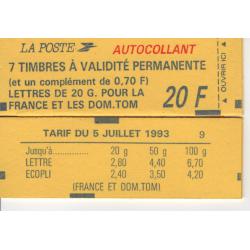 LA POSTE AUTOCOLLANT
7 TIMBRES À VALIDITÉ PERMANENTE
(et un complément de 0,70 F)
LETTRES DE 20 G. POUR LA
FRANCE ET LES DOM.TOM 20 F
OUVRIR ICI
TARIF DU 5 JUILLET 1993 9
Jusqu'à 20 g 50 g 100 g
LETTRE 2,80 4,40 6,70
ECOPLI 2,40 3,50 4,20
(FRANCE ET DOM.TOM)